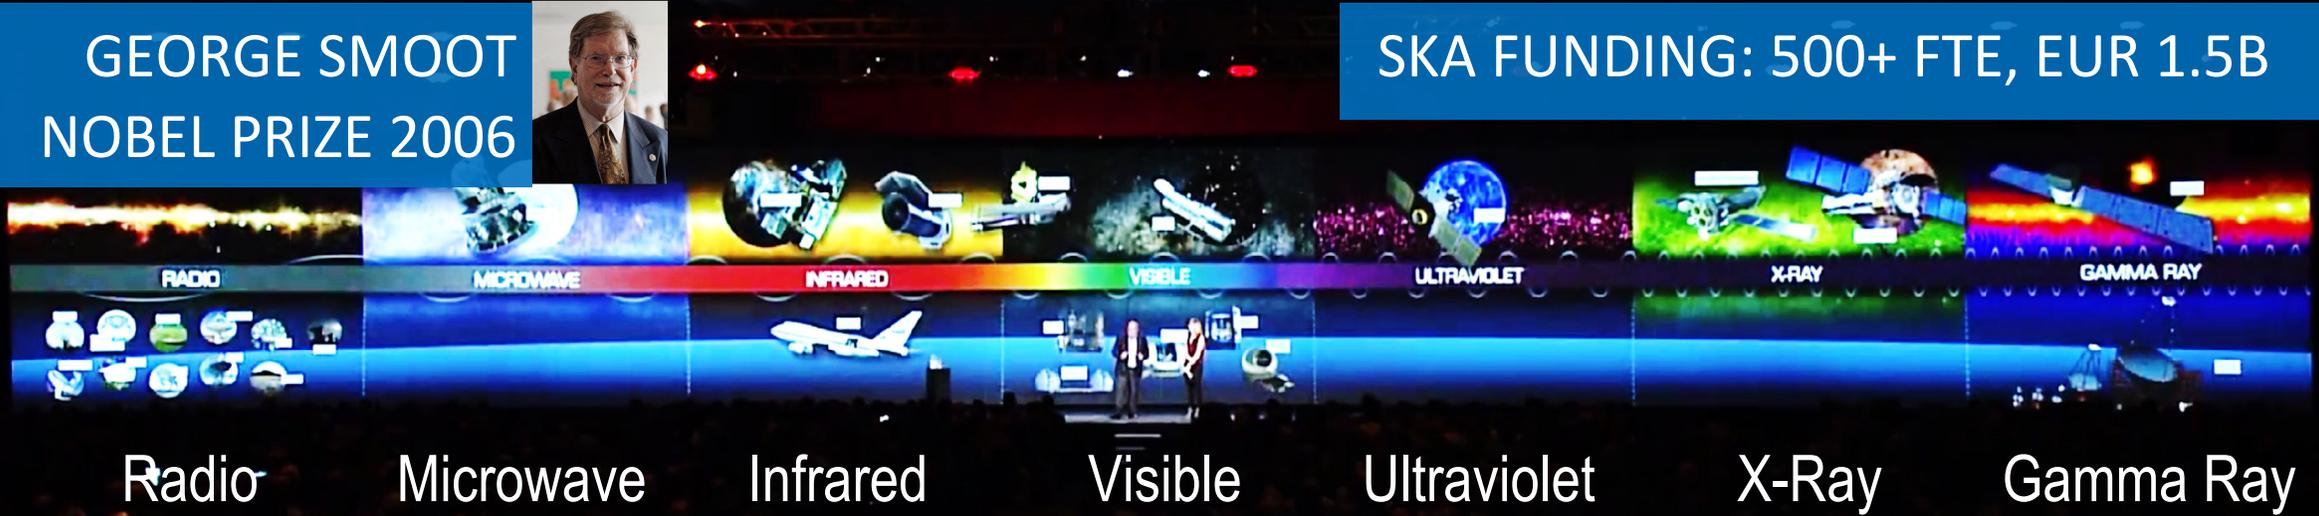 GEORGE SMOOT
NOBEL PRIZE 2006
SKA FUNDING: 500+ FTE, EUR 1.5B
RADIO
MICROWAVE
INFRARED
VISIBLE
ULTRAVIOLET
X-RAY
GAMMA RAY
Radio
Microwave
Infrared
Visible
Ultraviolet
X-Ray
Gamma Ray